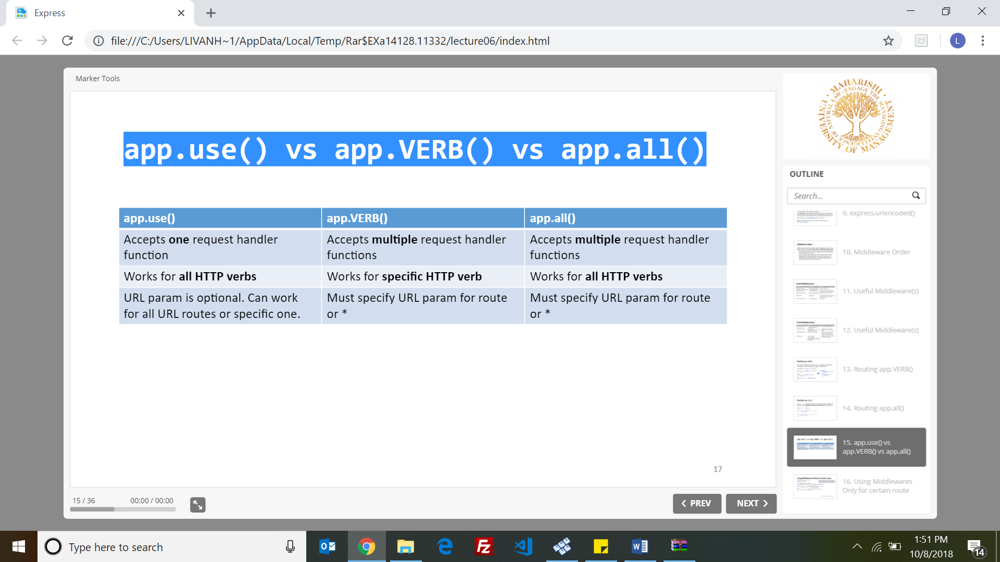 Express
file:///C:/Users/LIVANH~1/AppData/Local/Temp/Rar$EXa14128.11332/lecture06/index.html
L
Marker Tools
app.use() vs app.VERB() vs app.all()
app.use()
app.VERB()
app.all()
Accepts one request handler
function
Accepts multiple request handler
functions
Accepts multiple request handler
functions
Works for all HTTP verbs
Works for specific HTTP verb
Works for all HTTP verbs
URL param is optional. Can work
for all URL routes or specific one.
Must specify URL param for route
or *
Must specify URL param for route
or *
17
15 / 36
00:00 / 00:00
PREV
NEXT
MAHARISHI UNIVERSITY OF MANAGEMENT
ENGAGE THE MANAGING INTELLIGENCE OF NATURAL LAW
OUTLINE
Search...
9. express.urlencoded()
10. Middleware Order
11. Useful Middleware(s)
12. Useful Middleware(s)
13. Routing app.VERB()
14. Routing app.all()
15. app.use() vs
app.VERB() vs app.all()
16. Using Middlewares
Only for certain route
Type here to search
1:51 PM
10/8/2018
14